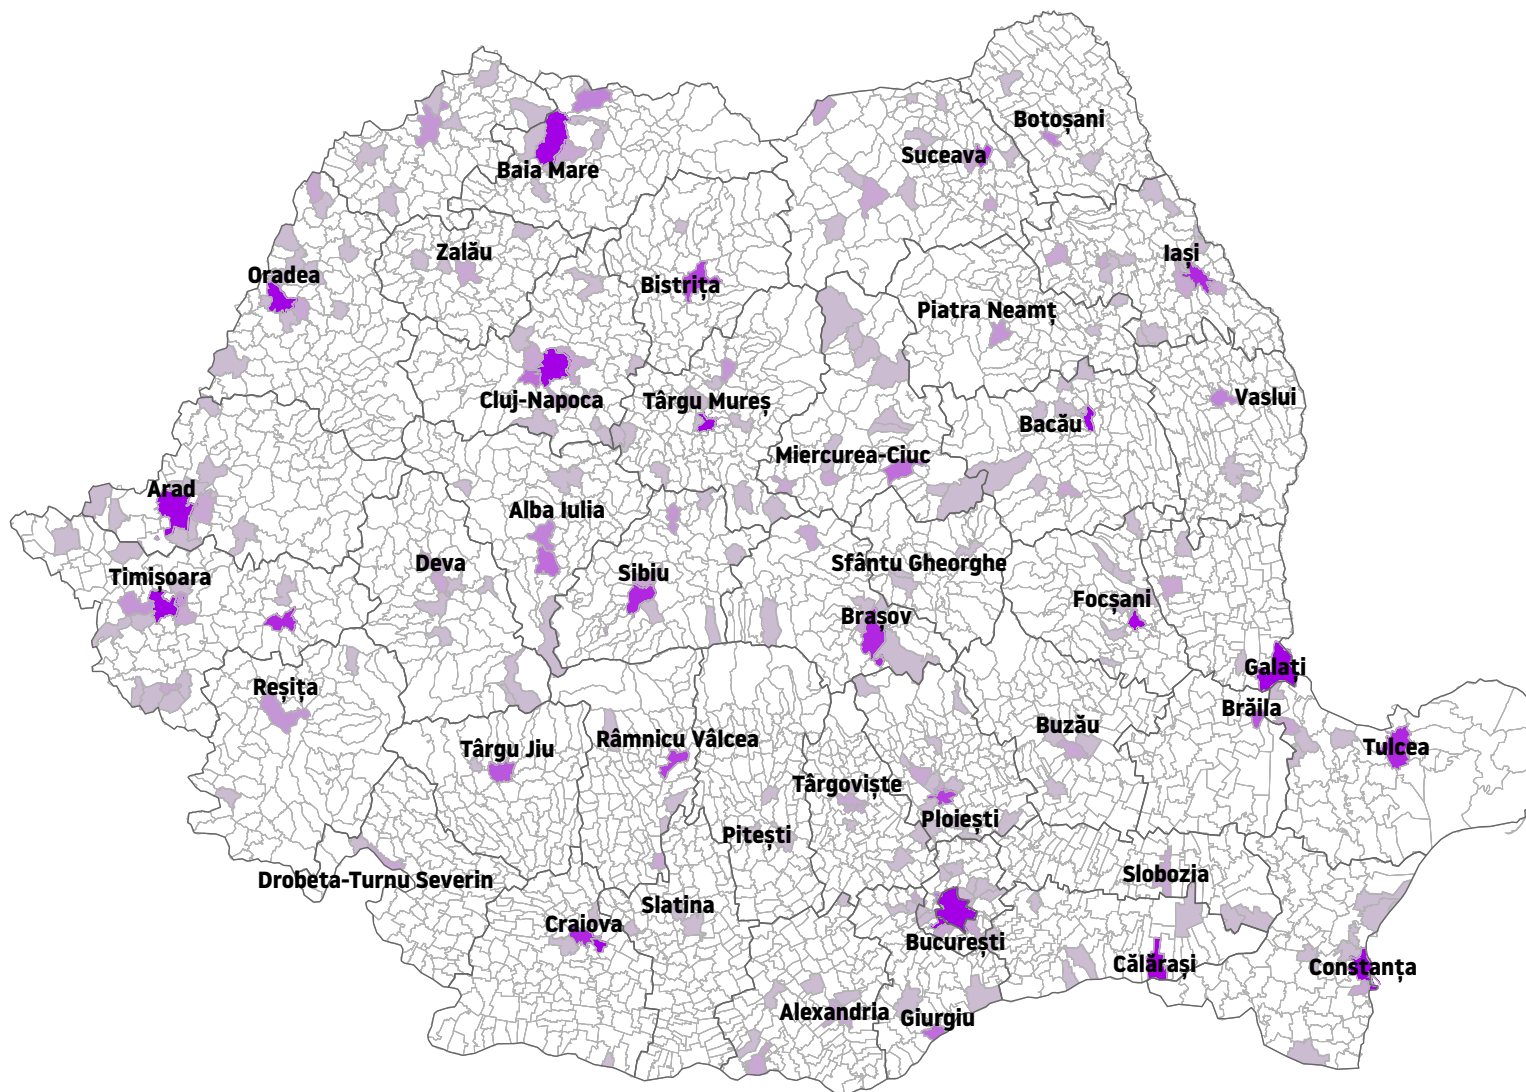 Botoșani
Suceava
Baia Mare
Zalău
Iași
Oradea
Bistrița
Piatra Neamț
Cluj-Napoca
Târgu Mureș
Vaslui
Bacău
Miercurea-Ciuc
Arad
Alba Iulia
Deva
Sfântu Gheorghe
Timișoara
Sibiu
Focșani
Brașov
Galați
Reșița
Brăila
Buzău
Râmnicu Vâlcea
Târgu Jiu
Tulcea
Târgoviște
Ploiești
Pitești
Slobozia
Drobeta-Turnu Severin
Slatina
Craiova
București
Călărași
Constanța
Alexandria
Giurgiu